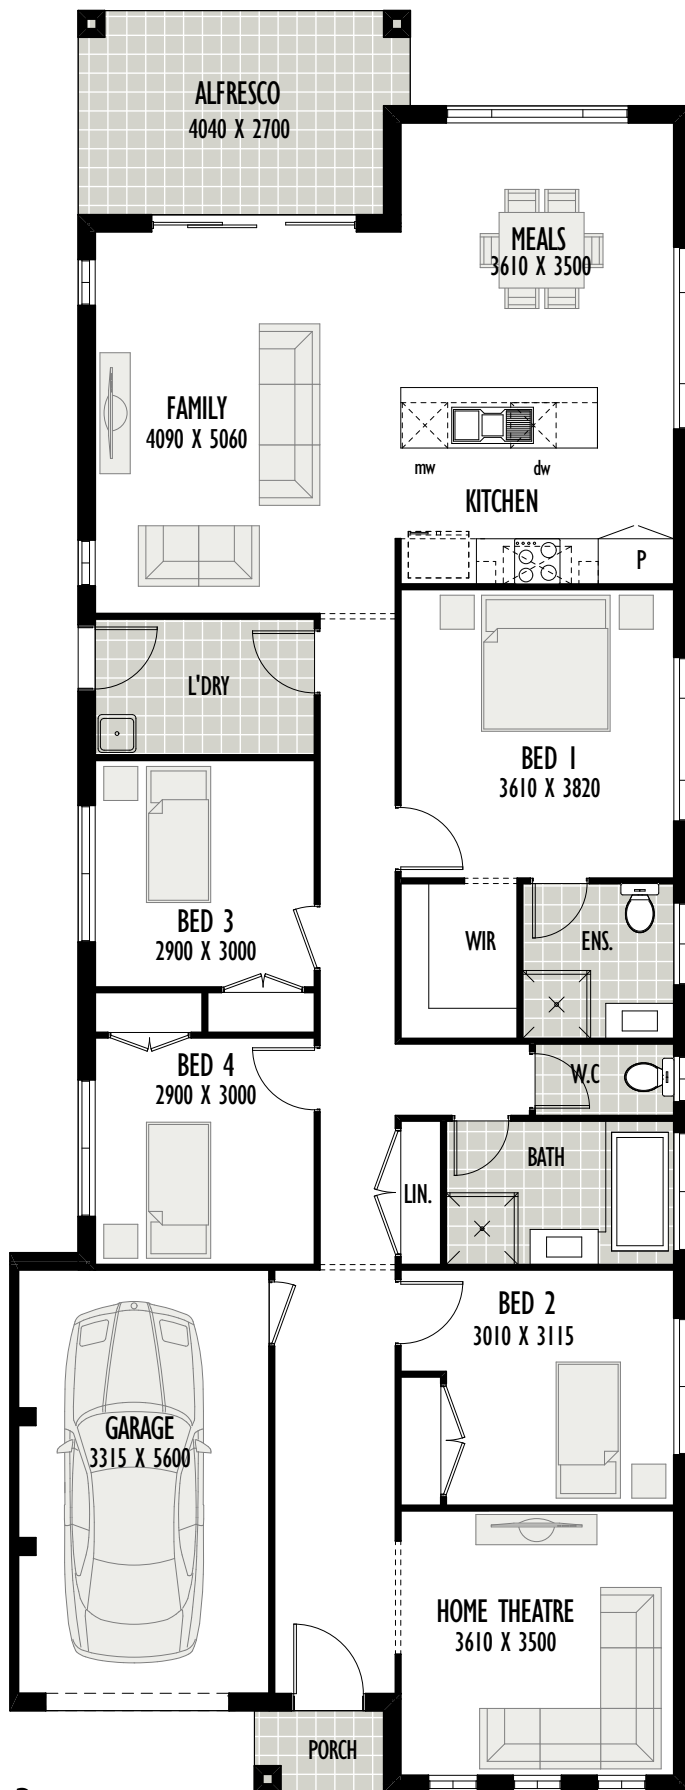 ALFRESCO
4040 X 2700
MEALS
3610 X 3500
FAMILY
4090 X 5060
mw
dw
KITCHEN
P
L'DRY
BED 1
3610 X 3820
BED 3
2900 X 3000
WIR
ENS.
BED 4
2900 X 3000
W.C
BATH
LIN.
BED 2
3010 X 3115
GARAGE
3315 X 5600
HOME THEATRE
3610 X 3500
PORCH